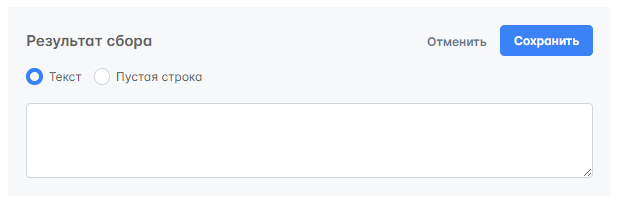 Результат сбора Отменить Сохранить
Текст Пустая строка